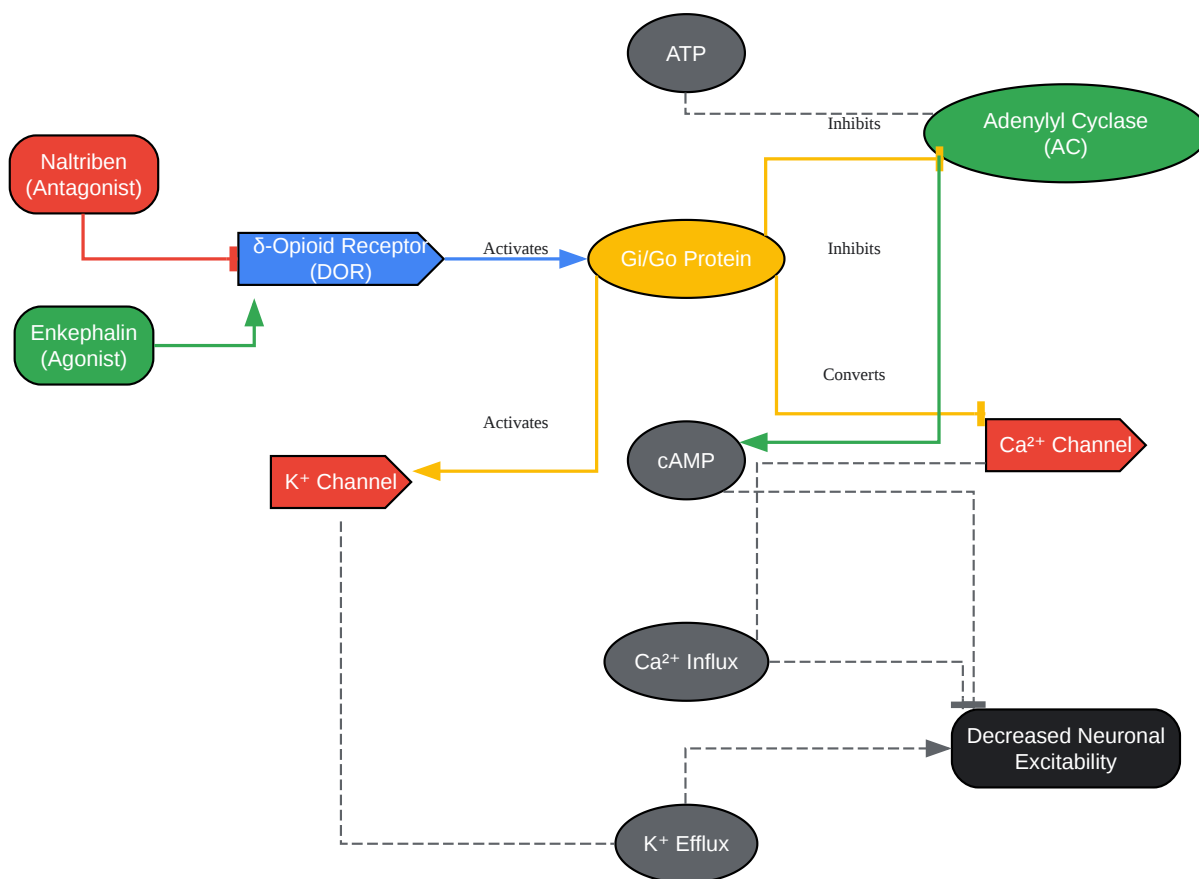 ATP
Adenylyl Cyclase
(AC)
Inhibits
Naltriben
(Antagonist)
δ-Opioid Receptor
(DOR)
Activates
Gi/Go Protein
Inhibits
Enkephalin
(Agonist)
Converts
Activates
Ca²⁺ Channel
cAMP
K⁺ Channel
Ca²⁺ Influx
Decreased Neuronal
Excitability
K⁺ Efflux